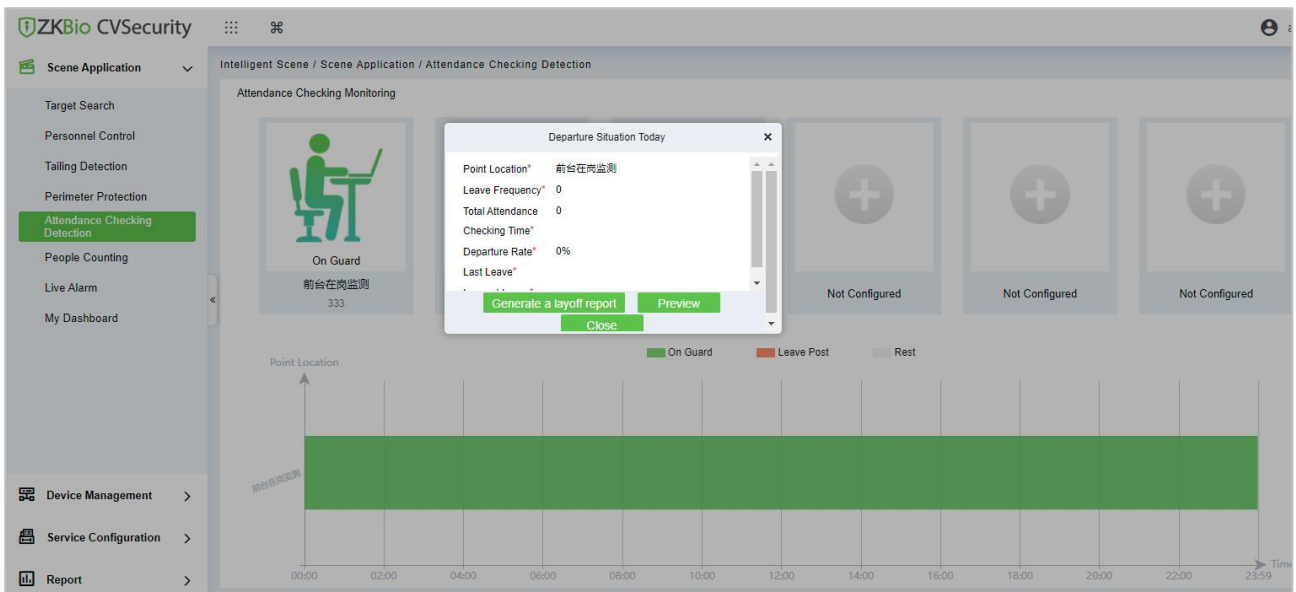 ZKBio CVSecurity
Scene Application
Target Search
Personnel Control
Tailing Detection
Perimeter Protection
Attendance Checking
Detection
People Counting
Live Alarm
My Dashboard
Device Management
Service Configuration
Report
Intelligent Scene / Scene Application / Attendance Checking Detection
Attendance Checking Monitoring
On Guard
前台在岗监测
333
Departure Situation Today
Point Location* 前台在岗监测
Leave Frequency* 0
Total Attendance 0
Checking Time*
Departure Rate* 0%
Last Leave*
Generate a layoff report Preview
Close
Not Configured
Not Configured
Not Configured
On Guard Leave Post Rest
Point Location
前台在岗监测
00:00 02:00 04:00 06:00 08:00 10:00 12:00 14:00 16:00 18:00 20:00 22:00 23:59